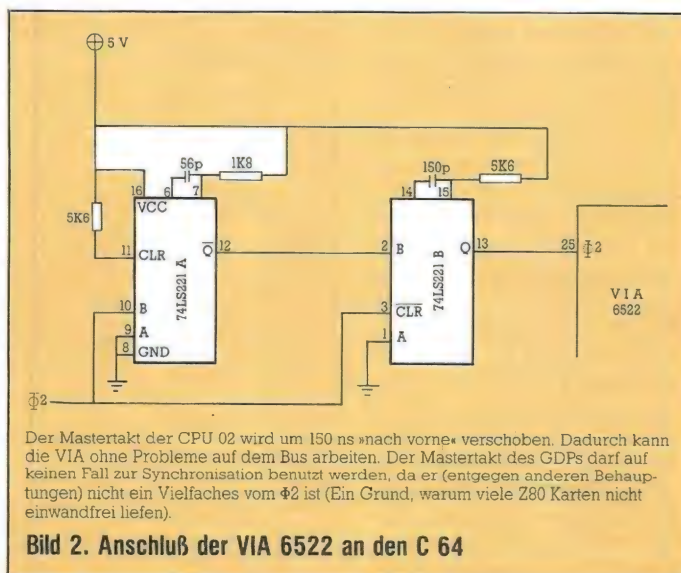 5 V
56p
1K8
150p
5K6
16
6
7
14
15
VCC
5K6
11
CLR
Q̅
12
2
B
Q
13
25
Φ2
74LS221 A
74LS221 B
VIA
6522
10
B
3
C̅L̅R̅
9
A
1
A
8
GND
Φ2
Der Mastertakt der CPU 02 wird um 150 ns »nach vorne« verschoben. Dadurch kann
die VIA ohne Probleme auf dem Bus arbeiten. Der Mastertakt des GDPs darf auf
keinen Fall zur Synchronisation benutzt werden, da er (entgegen anderen Behaup-
tungen) nicht ein Vielfaches vom Φ2 ist (Ein Grund, warum viele Z80 Karten nicht
einwandfrei liefen).
Bild 2. Anschluß der VIA 6522 an den C 64